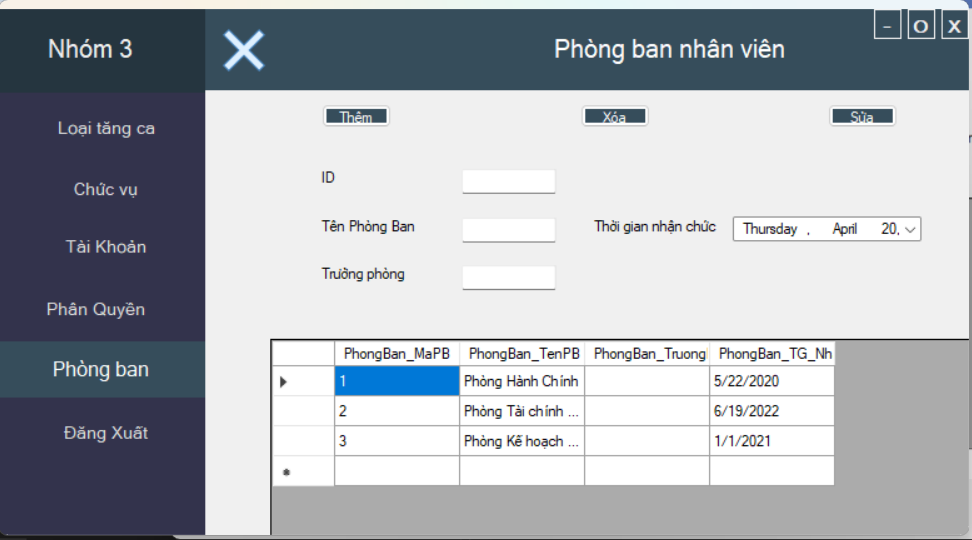 Nhóm 3
Phòng ban nhân viên
- O X
Loại tăng ca
Chức vụ
Tài Khoản
Phân Quyền
Phòng ban
Đăng Xuất
Thêm Xóa Sửa
ID
Tên Phòng Ban Thời gian nhận chức Thursday , April 20,
Trưởng phòng
PhongBan_MaPB PhongBan_TenPB PhongBan_Truong PhongBan_TG_Nh
1 Phòng Hành Chính 5/22/2020
2 Phòng Tài chính ... 6/19/2022
3 Phòng Kế hoạch ... 1/1/2021